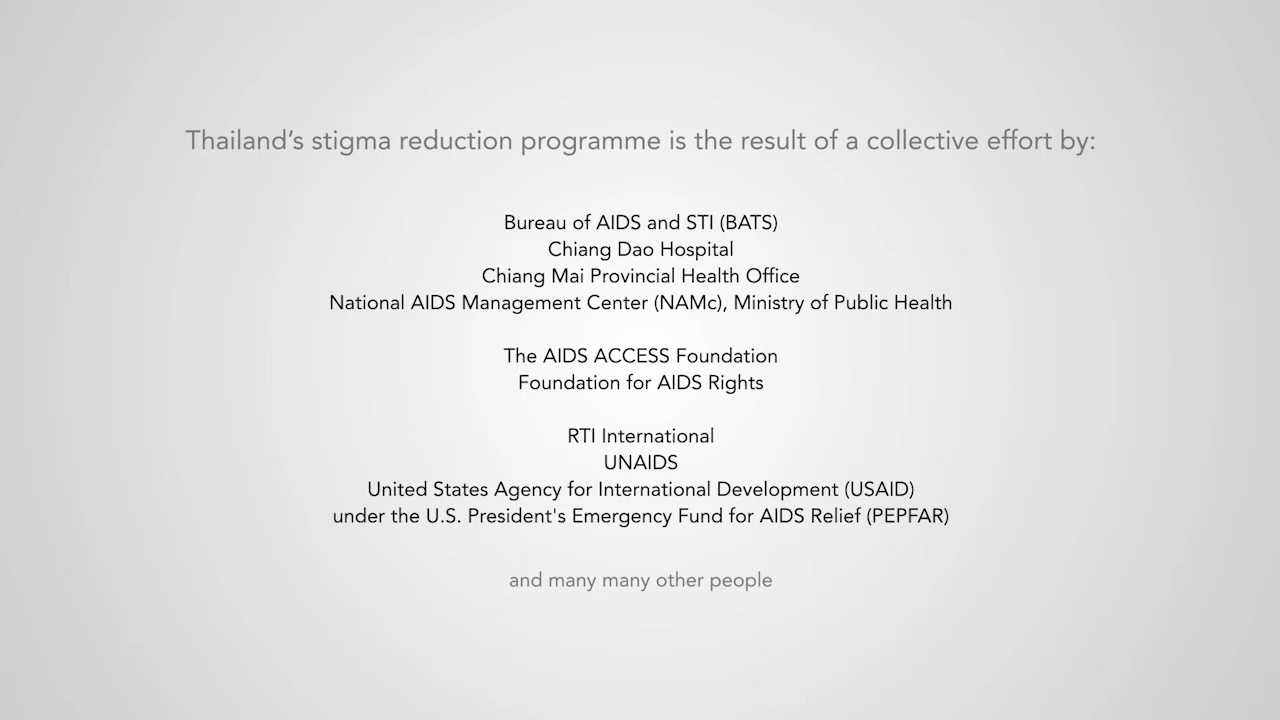 Thailand’s stigma reduction programme is the result of a collective effort by:
Bureau of AIDS and STI (BATS)
Chiang Dao Hospital
Chiang Mai Provincial Health Office
National AIDS Management Center (NAMc), Ministry of Public Health
The AIDS ACCESS Foundation
Foundation for AIDS Rights
RTI International
UNAIDS
United States Agency for International Development (USAID)
under the U.S. President's Emergency Fund for AIDS Relief (PEPFAR)
and many many other people